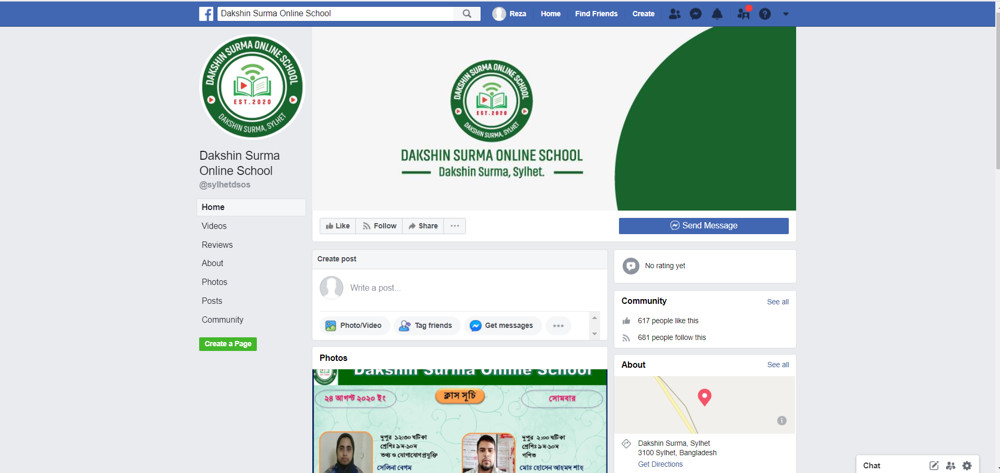 Dakshin Surma Online School
Reza
Home
Find Friends
Create
DAKSHIN SURMA ONLINE SCHOOL
EST.2020
DAKSHIN SURMA, SYLHET
Dakshin Surma
Online School
@sylhetdsos
Home
Videos
Reviews
About
Photos
Posts
Community
Create a Page
DAKSHIN SURMA ONLINE SCHOOL
EST.2020
DAKSHIN SURMA, SYLHET
DAKSHIN SURMA ONLINE SCHOOL
Dakshin Surma, Sylhet.
Like
Follow
Share
Send Message
Create post
Write a post...
Photo/Video
Tag friends
Get messages
Photos
Dakshin Surma Online School
২৪ আগস্ট ২০২০ ইং
ক্লাস সূচি
সোমবার
দুপুর ১২:৩০ ঘটিকা
শ্রেণিঃ ৯ম-১০ম
তথ্য ও যোগাযোগ প্রযুক্তি
সেলিনা বেগম
দুপুর ২:০০ ঘটিকা
শ্রেণিঃ ৯ম-১০ম
গণিত
মোঃ হোসেন আহমদ শাহ
No rating yet
Community
See all
617 people like this
681 people follow this
About
See all
Dakshin Surma, Sylhet
3100 Sylhet, Bangladesh
Get Directions
Chat